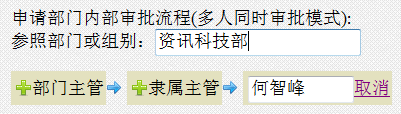 申请部门内部审批流程(多人同时审批模式):
参照部门或组别：资讯科技部
部门主管 隶属主管 何智峰 取消